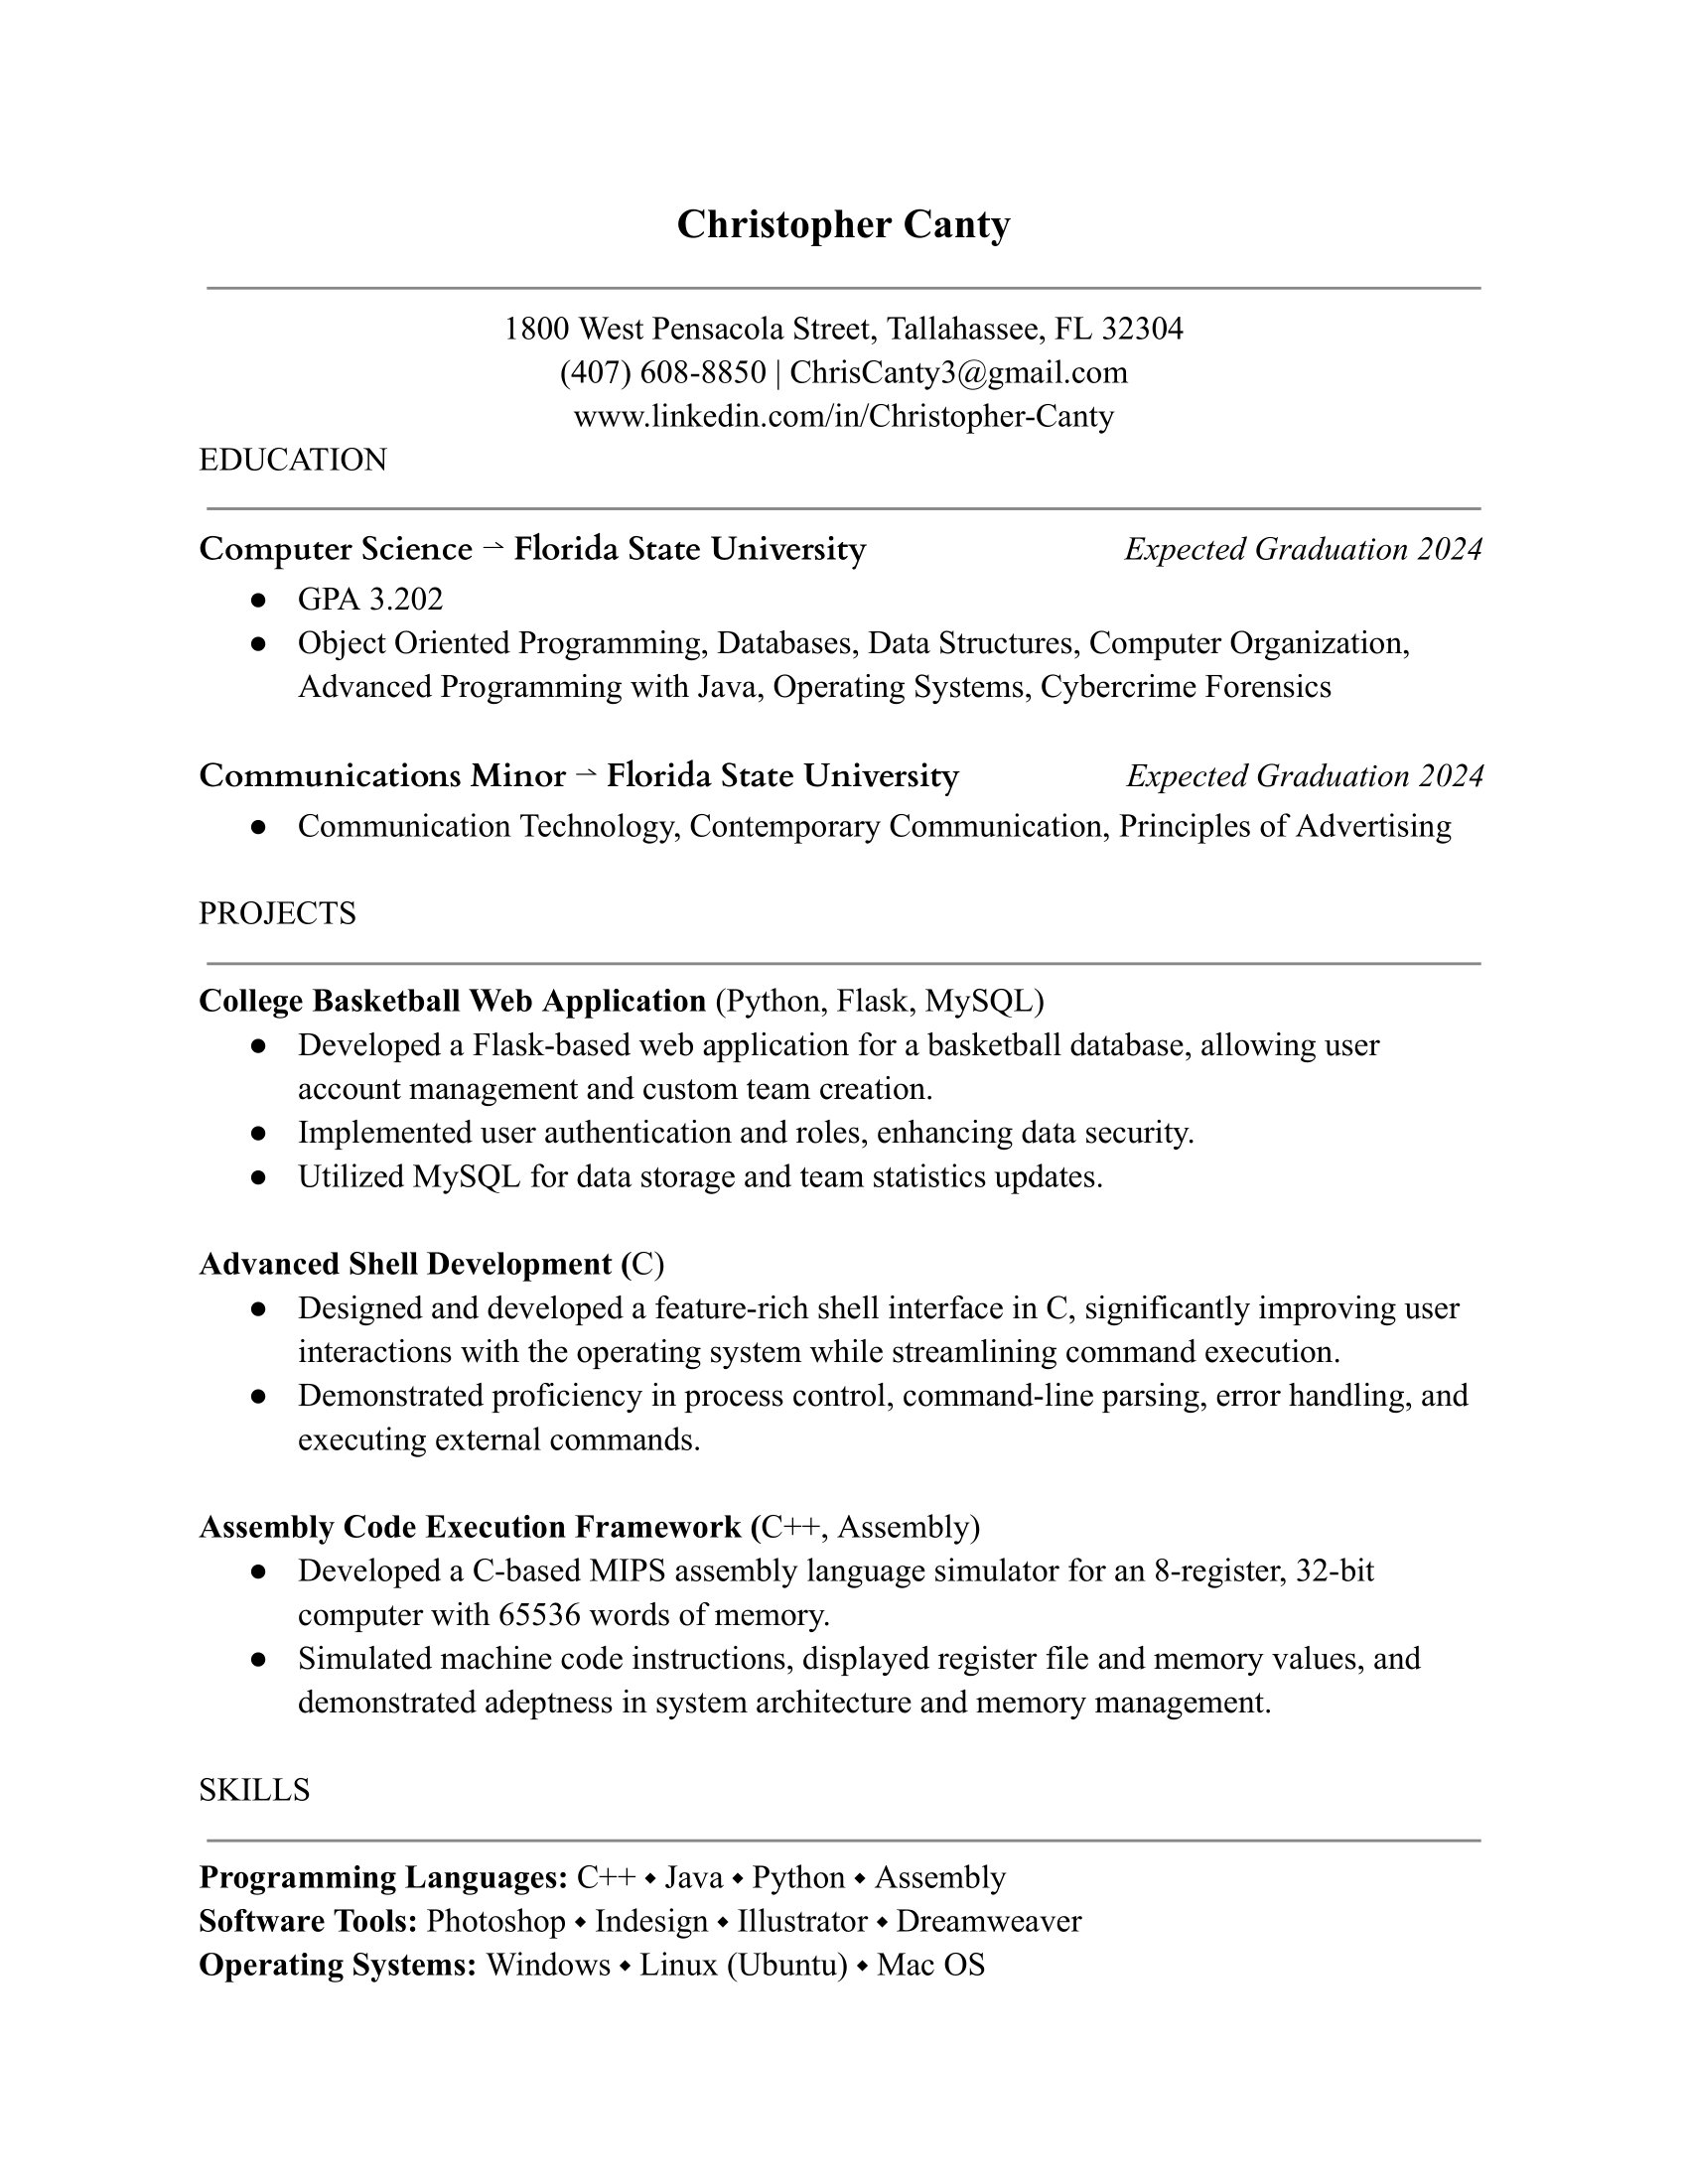 Christopher Canty
1800 West Pensacola Street, Tallahassee, FL 32304
(407) 608-8850 | ChrisCanty3@gmail.com
www.linkedin.com/in/Christopher-Canty
EDUCATION
Computer Science ⇀ Florida State University Expected Graduation 2024
● GPA 3.202
● Object Oriented Programming, Databases, Data Structures, Computer Organization,
Advanced Programming with Java, Operating Systems, Cybercrime Forensics
Communications Minor ⇀ Florida State University Expected Graduation 2024
● Communication Technology, Contemporary Communication, Principles of Advertising
PROJECTS
College Basketball Web Application (Python, Flask, MySQL)
● Developed a Flask-based web application for a basketball database, allowing user
account management and custom team creation.
● Implemented user authentication and roles, enhancing data security.
● Utilized MySQL for data storage and team statistics updates.
Advanced Shell Development (C)
● Designed and developed a feature-rich shell interface in C, significantly improving user
interactions with the operating system while streamlining command execution.
● Demonstrated proficiency in process control, command-line parsing, error handling, and
executing external commands.
Assembly Code Execution Framework (C++, Assembly)
● Developed a C-based MIPS assembly language simulator for an 8-register, 32-bit
computer with 65536 words of memory.
● Simulated machine code instructions, displayed register file and memory values, and
demonstrated adeptness in system architecture and memory management.
SKILLS
Programming Languages: C++ ⬥ Java ⬥ Python ⬥ Assembly
Software Tools: Photoshop ⬥ Indesign ⬥ Illustrator ⬥ Dreamweaver
Operating Systems: Windows ⬥ Linux (Ubuntu) ⬥ Mac OS